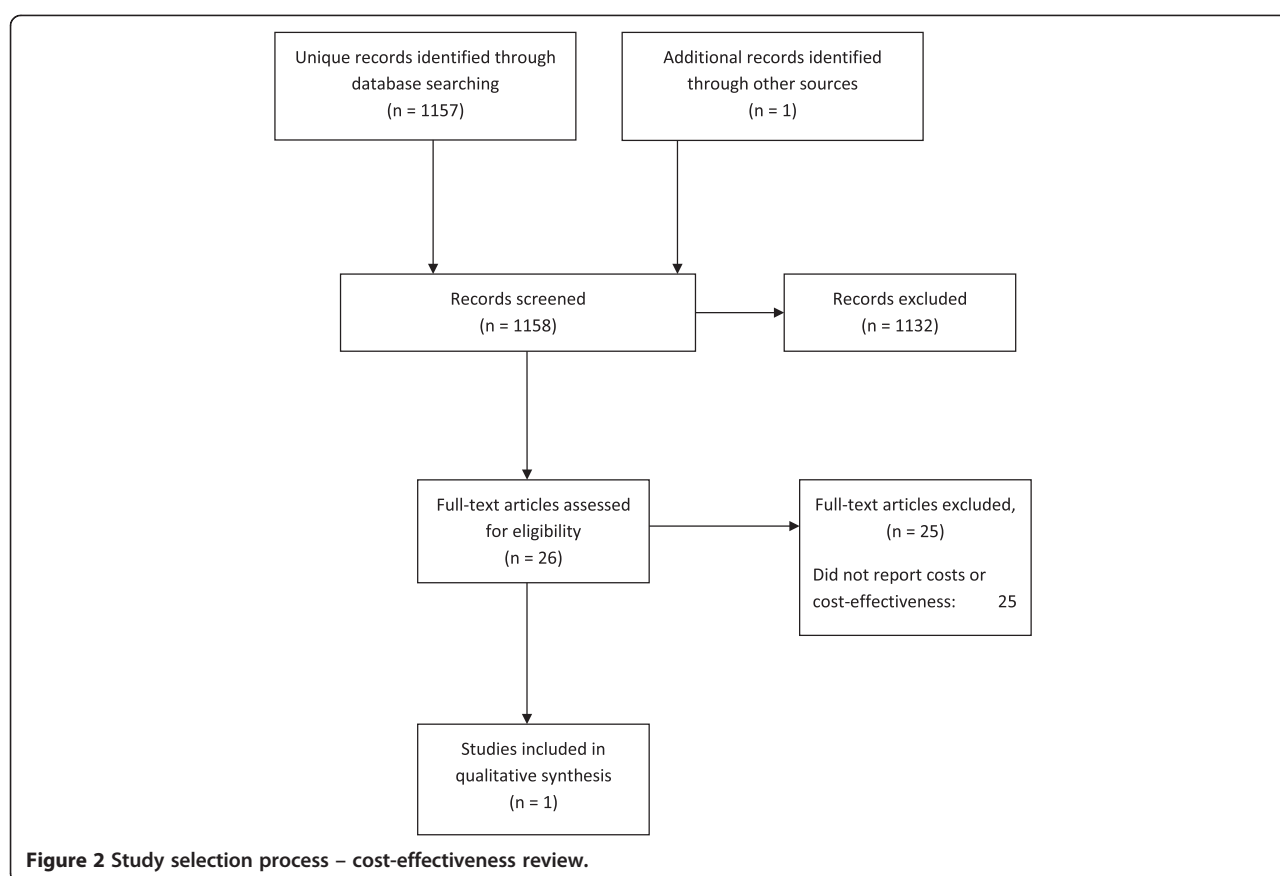 Unique records identified through
database searching
(n = 1157)
Additional records identified
through other sources
(n = 1)
Records screened
(n = 1158)
Records excluded
(n = 1132)
Full-text articles assessed
for eligibility
(n = 26)
Full-text articles excluded,
(n = 25)
Did not report costs or
cost-effectiveness: 25
Studies included in
qualitative synthesis
(n = 1)
Figure 2 Study selection process – cost-effectiveness review.